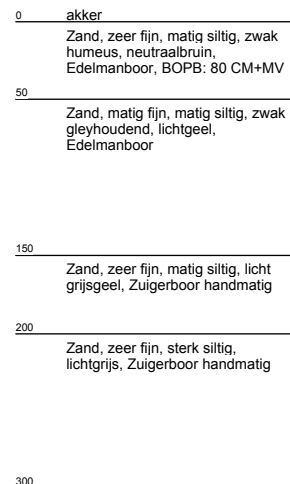 0 akker
Zand, zeer fijn, matig siltig, zwak
humeus, neutraalbruin,
Edelmanboor, BOPB: 80 CM+MV
50
Zand, matig fijn, matig siltig, zwak
gleyhoudend, lichtgeel,
Edelmanboor
150
Zand, zeer fijn, matig siltig, licht
grijsgeel, Zuigerboor handmatig
200
Zand, zeer fijn, sterk siltig,
lichtgrijs, Zuigerboor handmatig
300